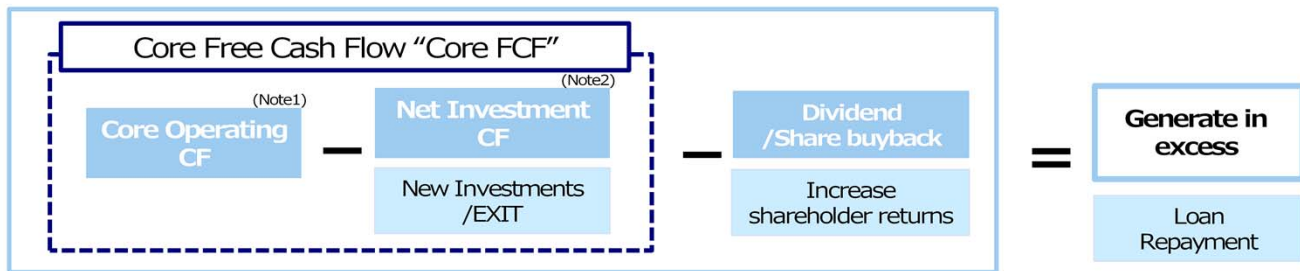 Core Free Cash Flow “Core FCF”
(Note1)
Core Operating
CF
−
(Note2)
Net Investment
CF
New Investments
/EXIT
−
Dividend
/Share buyback
Increase
shareholder returns
=
Generate in
excess
Loan
Repayment